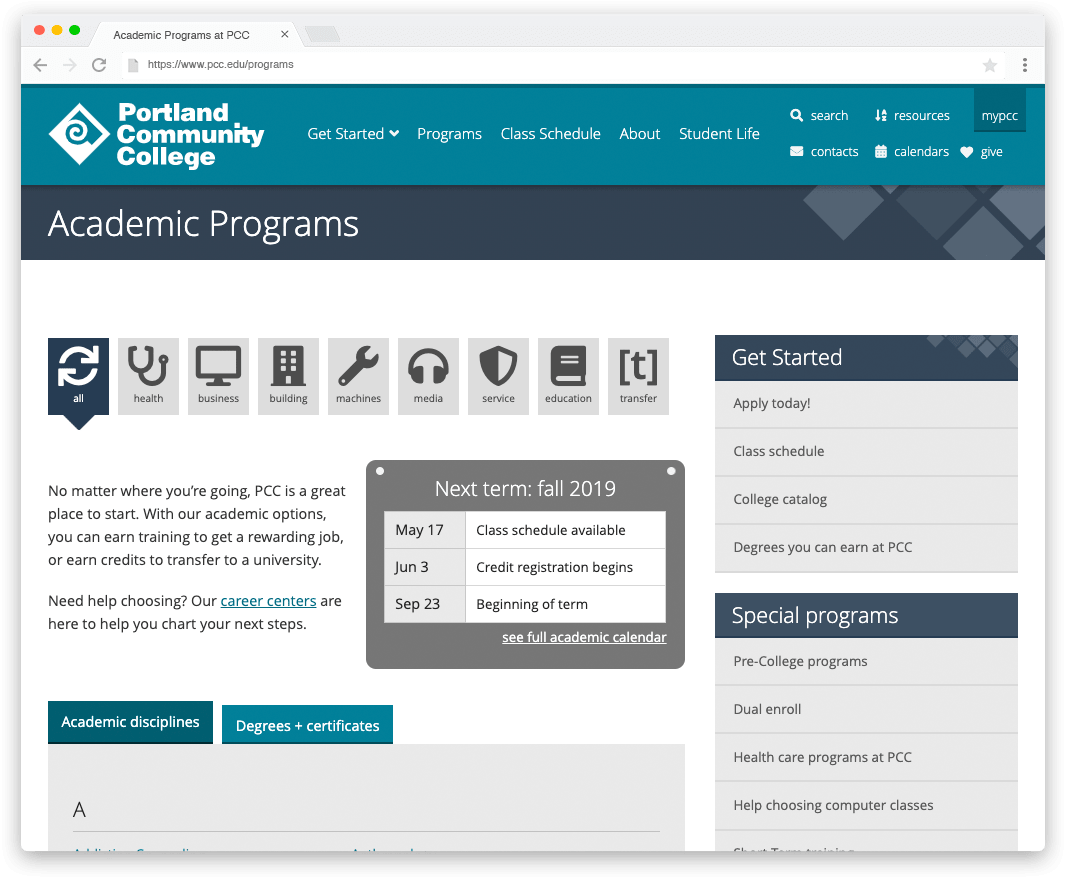 Academic Programs at PCC
https://www.pcc.edu/programs
Portland
Community
College
Get Started
Programs
Class Schedule
About
Student Life
search
resources
mypcc
contacts
calendars
give
Academic Programs
all
health
business
building
machines
media
service
education
[t]
transfer
No matter where you’re going, PCC is a great
place to start. With our academic options,
you can earn training to get a rewarding job,
or earn credits to transfer to a university.
Need help choosing? Our career centers are
here to help you chart your next steps.
Next term: fall 2019
May 17 Class schedule available
Jun 3 Credit registration begins
Sep 23 Beginning of term
see full academic calendar
Academic disciplines
Degrees + certificates
A
Get Started
Apply today!
Class schedule
College catalog
Degrees you can earn at PCC
Special programs
Pre-College programs
Dual enroll
Health care programs at PCC
Help choosing computer classes